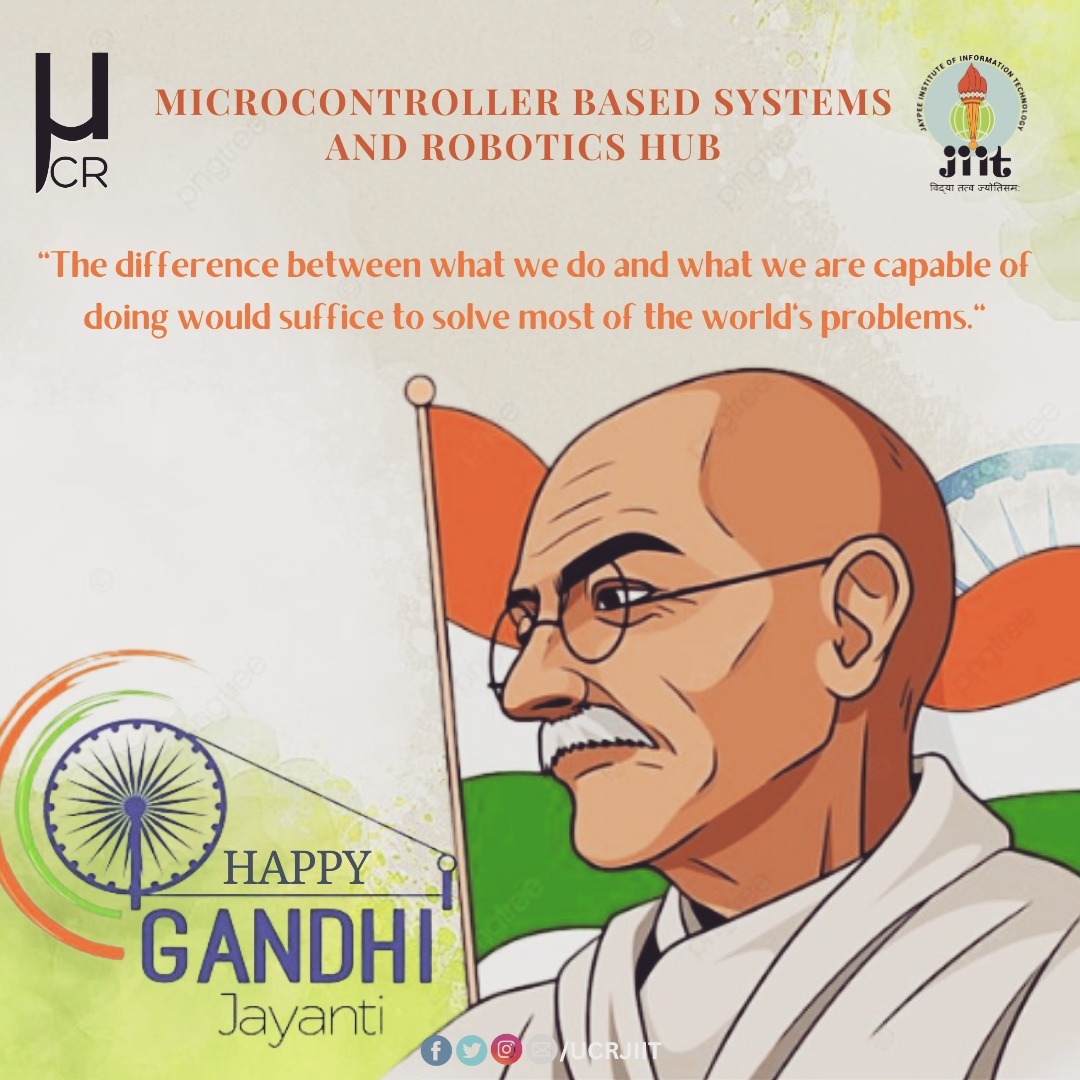 μ
CR
MICROCONTROLLER BASED SYSTEMS
AND ROBOTICS HUB
JAYPEE INSTITUTE OF INFORMATION TECHNOLOGY
jiit
विद्या तत्व ज्योतिसम:
“The difference between what we do and what we are capable of
doing would suffice to solve most of the world's problems.“
HAPPY
GANDHI
Jayanti
/UCRJIIT
pngtree